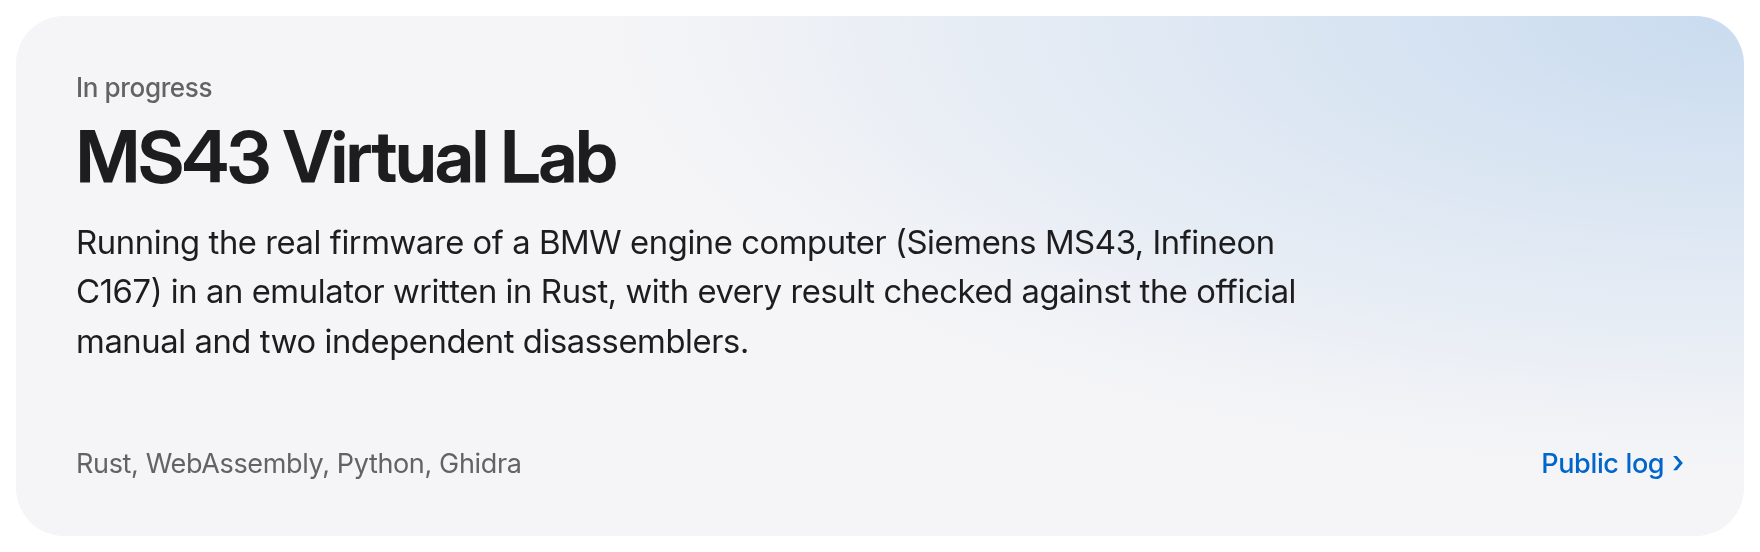 In progress
MS43 Virtual Lab
Running the real firmware of a BMW engine computer (Siemens MS43, Infineon
C167) in an emulator written in Rust, with every result checked against the official
manual and two independent disassemblers.
Rust, WebAssembly, Python, Ghidra
Public log ›